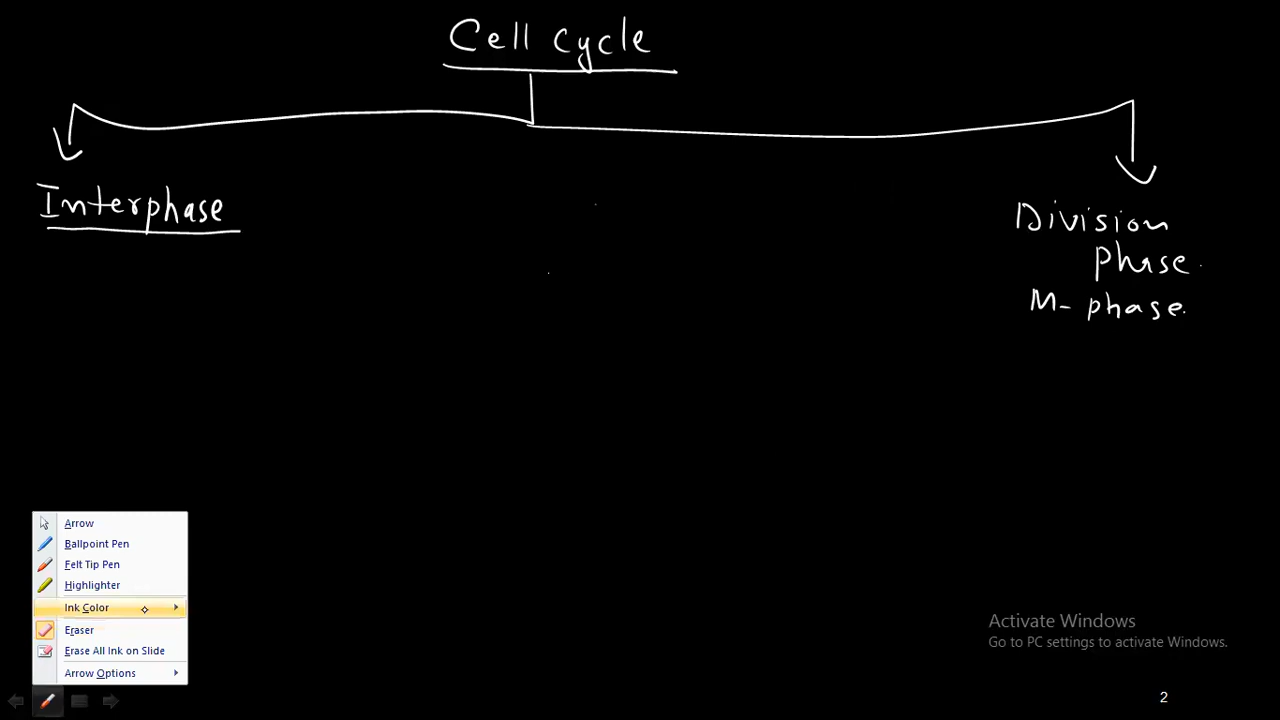 Cell Cycle
Interphase
Division
Phase
M- phase.
Arrow
Ballpoint Pen
Felt Tip Pen
Highlighter
Ink Color
Eraser
Erase All Ink on Slide
Arrow Options
Activate Windows
Go to PC settings to activate Windows.
2